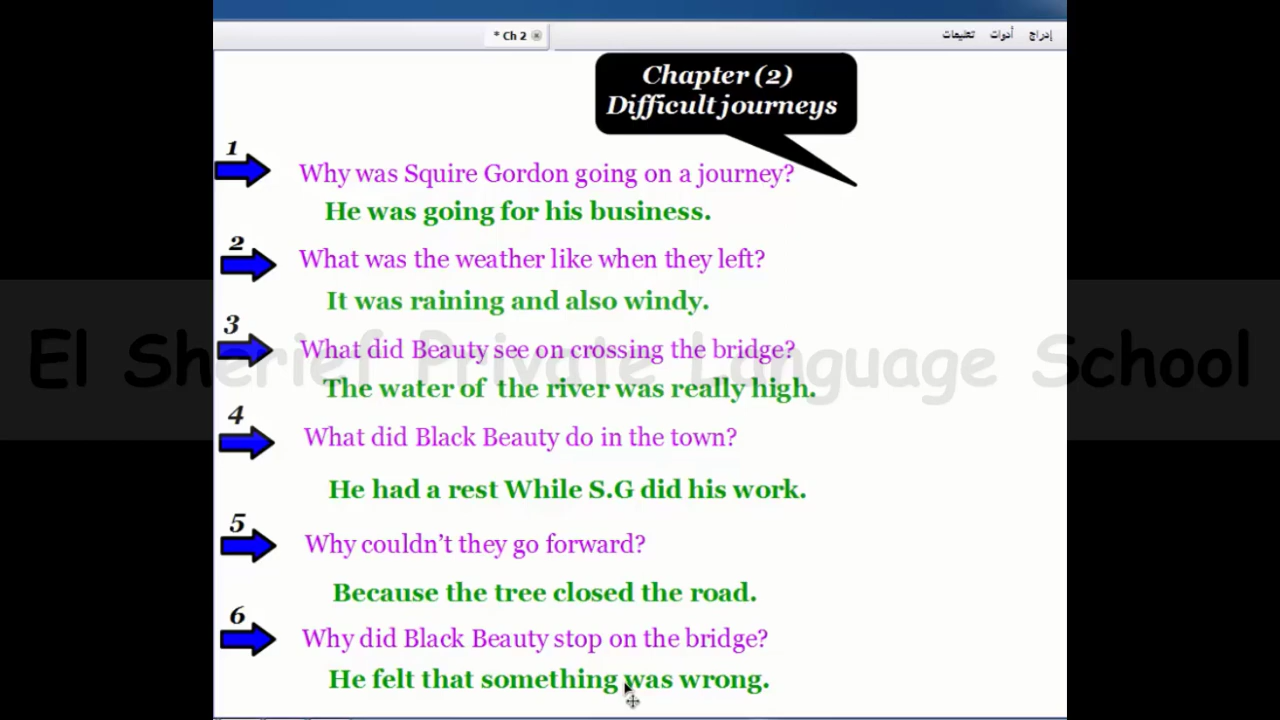 * Ch 2
إدراج أدوات تعليمات
Chapter (2)
Difficult journeys
1
Why was Squire Gordon going on a journey?
He was going for his business.
2
What was the weather like when they left?
It was raining and also windy.
3
What did Beauty see on crossing the bridge?
El Sherief Private Language School
The water of the river was really high.
4
What did Black Beauty do in the town?
He had a rest While S.G did his work.
5
Why couldn't they go forward?
Because the tree closed the road.
6
Why did Black Beauty stop on the bridge?
He felt that something was wrong.